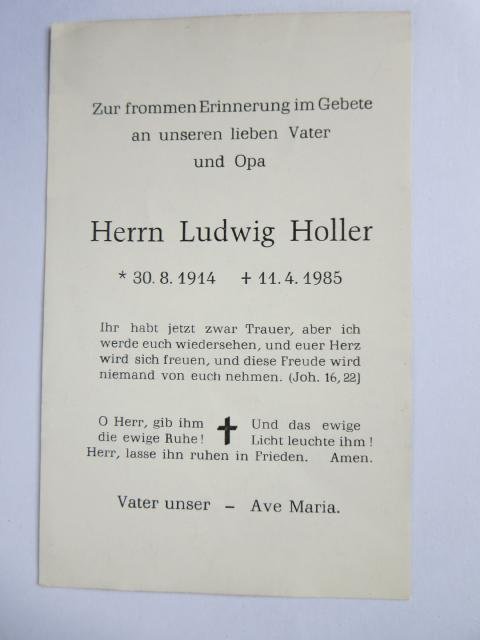 Zur frommen Erinnerung im Gebete
an unseren lieben Vater
und Opa
Herrn Ludwig Holler
* 30. 8. 1914 + 11. 4. 1985
Ihr habt jetzt zwar Trauer, aber ich
werde euch wiedersehen, und euer Herz
wird sich freuen, und diese Freude wird
niemand von euch nehmen. (Joh. 16, 22)
O Herr, gib ihm ✝ Und das ewige
die ewige Ruhe! Licht leuchte ihm!
Herr, lasse ihn ruhen in Frieden. Amen.
Vater unser – Ave Maria.